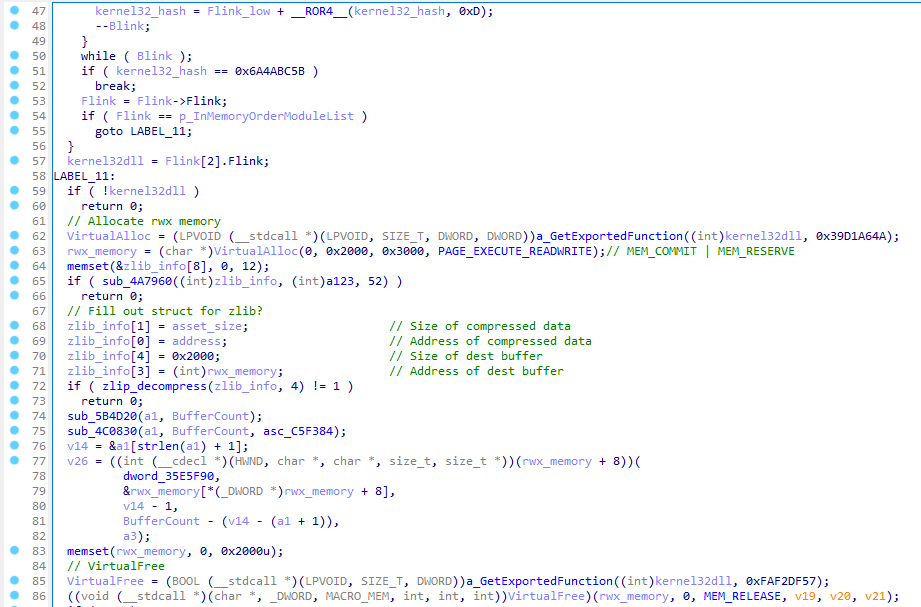 47 kernel32_hash = Flink_low + __ROR4__(kernel32_hash, 0xD);
48 --Blink;
49 }
50 while ( Blink );
51 if ( kernel32_hash == 0x6A4ABC5B )
52 break;
53 Flink = Flink->Flink;
54 if ( Flink == p_InMemoryOrderModuleList )
55 goto LABEL_11;
56 }
57 kernel32dll = Flink[2].Flink;
58 LABEL_11:
59 if ( !kernel32dll )
60 return 0;
61 // Allocate rwx memory
62 VirtualAlloc = (LPVOID (__stdcall *)(LPVOID, SIZE_T, DWORD, DWORD))a_GetExportedFunction((int)kernel32dll, 0x39D1A64A);
63 rwx_memory = (char *)VirtualAlloc(0, 0x2000, 0x3000, PAGE_EXECUTE_READWRITE);// MEM_COMMIT | MEM_RESERVE
64 memset(&zlib_info[8], 0, 12);
65 if ( sub_4A7960((int)zlib_info, (int)a123, 52) )
66 return 0;
67 // Fill out struct for zlib?
68 zlib_info[1] = asset_size; // Size of compressed data
69 zlib_info[0] = address; // Address of compressed data
70 zlib_info[4] = 0x2000; // Size of dest buffer
71 zlib_info[3] = (int)rwx_memory; // Address of dest buffer
72 if ( zlip_decompress(zlib_info, 4) != 1 )
73 return 0;
74 sub_5B4D20(a1, BufferCount);
75 sub_4C0830(a1, BufferCount, asc_C5F384);
76 v14 = &a1[strlen(a1) + 1];
77 v26 = ((int (__cdecl *)(HWND, char *, char *, size_t, size_t *))(rwx_memory + 8))(
78 dword_35E5F90,
79 &rwx_memory[*(_DWORD *)rwx_memory + 8],
80 v14 - 1,
81 BufferCount - (v14 - (a1 + 1)),
82 a3);
83 memset(rwx_memory, 0, 0x2000u);
84 // VirtualFree
85 VirtualFree = (BOOL (__stdcall *)(LPVOID, SIZE_T, DWORD))a_GetExportedFunction((int)kernel32dll, 0xFAF2DF57);
86 ((void (__stdcall *)(char *, _DWORD, MACRO_MEM, int, int, int))VirtualFree)(rwx_memory, 0, MEM_RELEASE, v19, v20, v21);